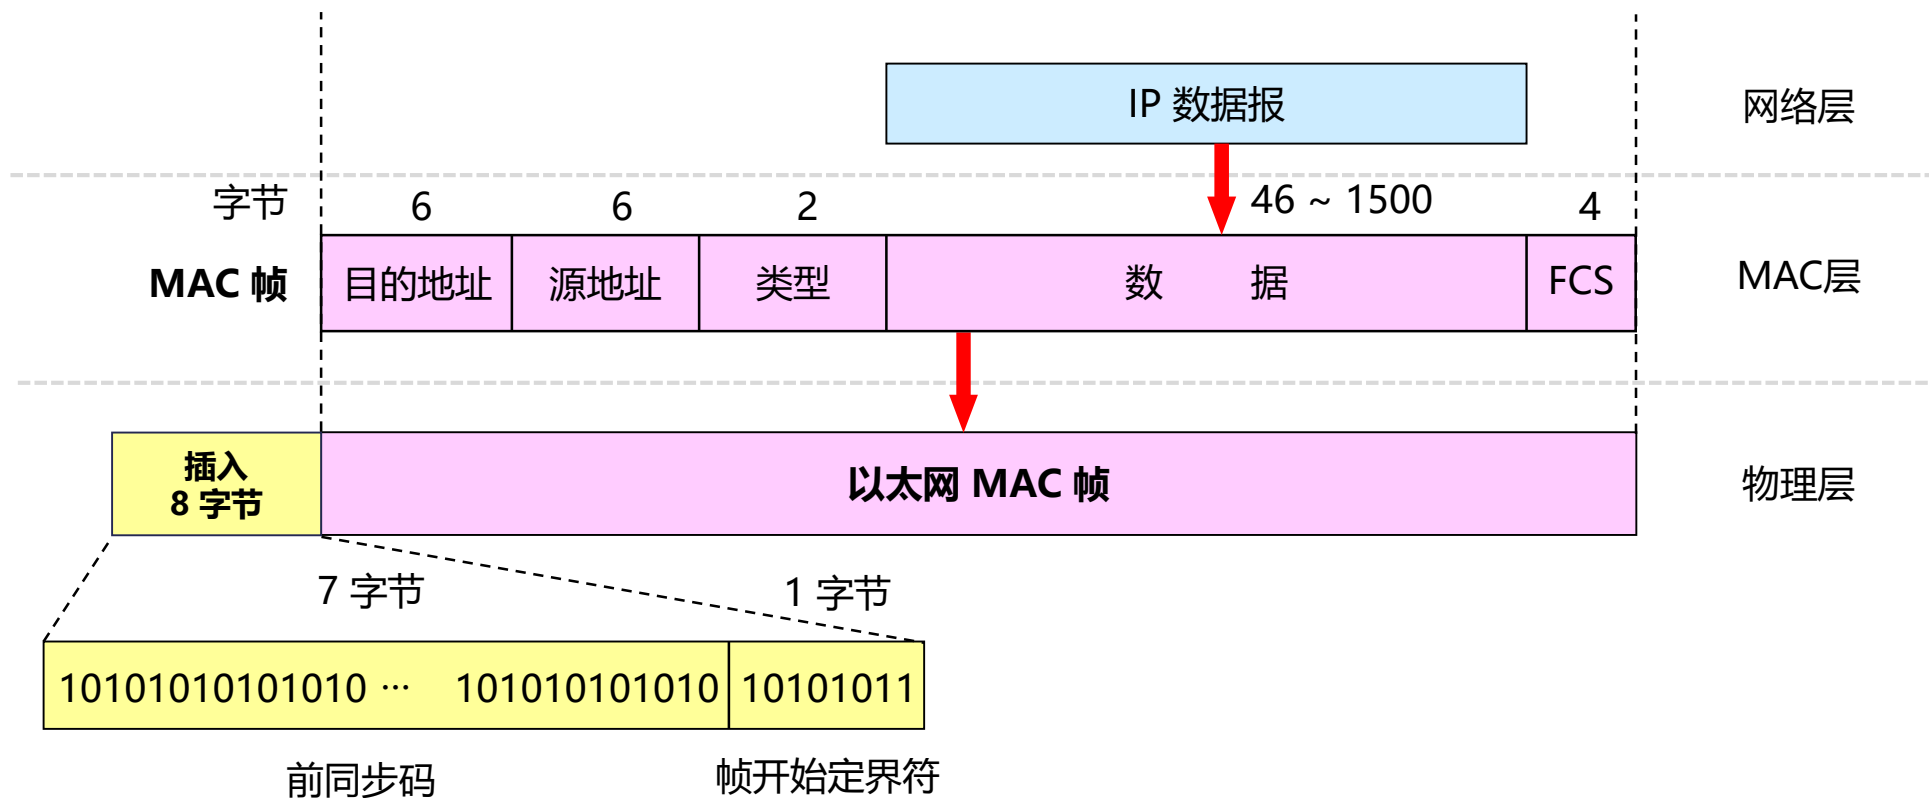 IP 数据报
网络层
字节
6
6
2
46 ~ 1500
4
MAC 帧
目的地址
源地址
类型
数 据
FCS
MAC层
插入
8 字节
以太网 MAC 帧
物理层
7 字节
1 字节
10101010101010 ··· 101010101010
10101011
前同步码
帧开始定界符